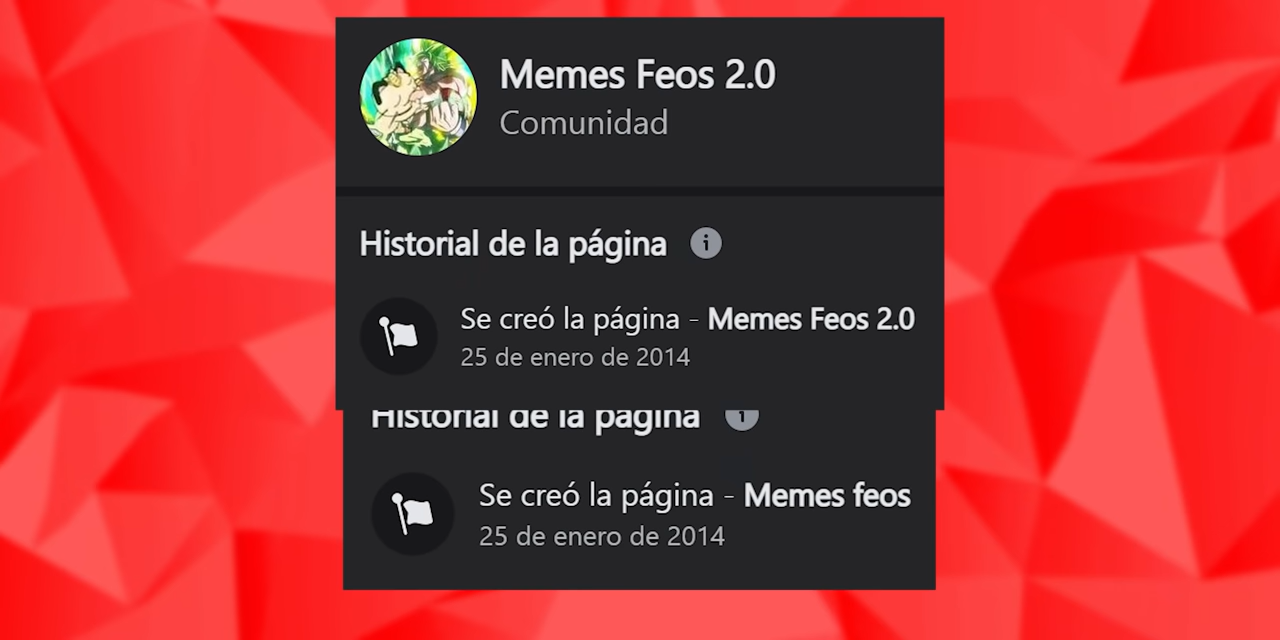 Memes Feos 2.0
Comunidad
Historial de la página
Se creó la página - Memes Feos 2.0
25 de enero de 2014
Historial de la página
Se creó la página - Memes feos
25 de enero de 2014